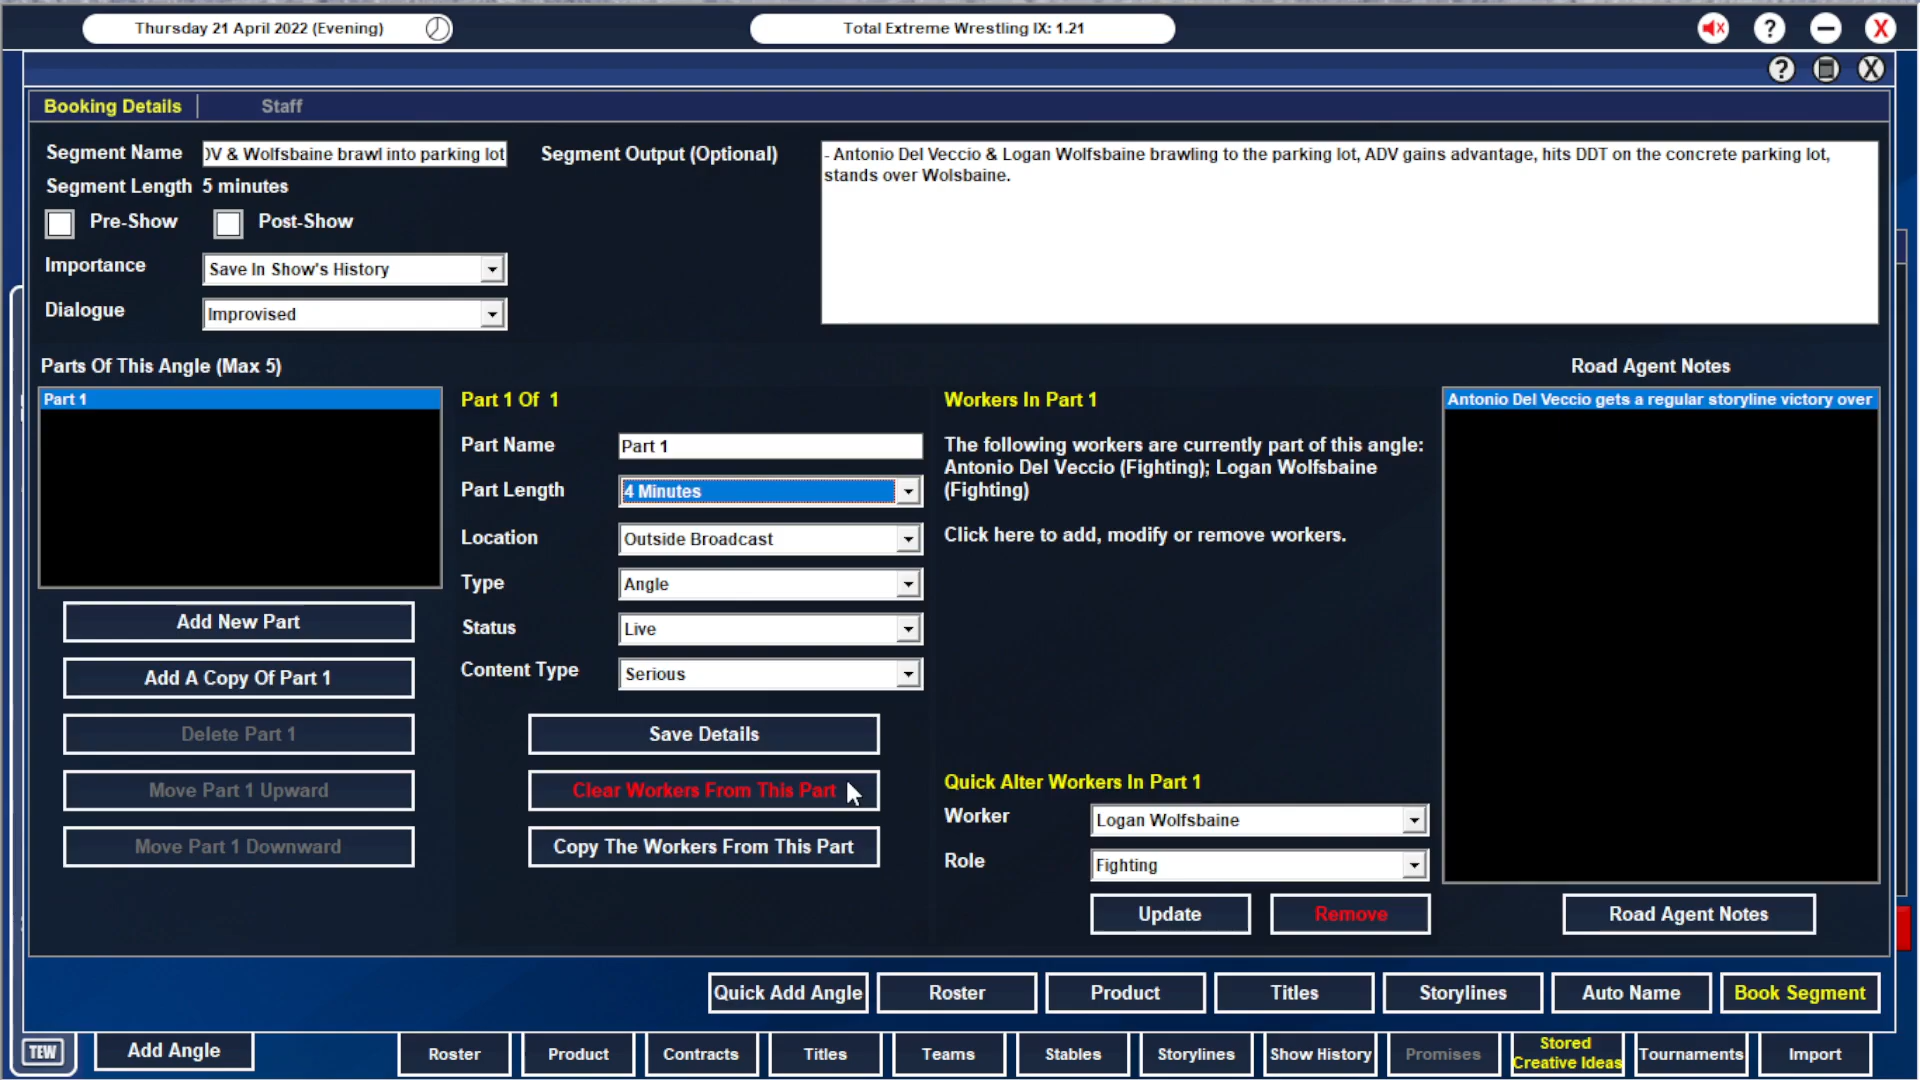 Thursday 21 April 2022 (Evening)
Total Extreme Wrestling IX: 1.21
?
X
?
X
Booking Details
Staff
Segment Name
V & Wolfsbaine brawl into parking lot
Segment Output (Optional)
- Antonio Del Veccio & Logan Wolfsbaine brawling to the parking lot, ADV gains advantage, hits DDT on the concrete parking lot,
stands over Wolsbaine.
Segment Length 5 minutes
Pre-Show
Post-Show
Importance
Save In Show's History
Dialogue
Improvised
Parts Of This Angle (Max 5)
Part 1
Add New Part
Add A Copy Of Part 1
Delete Part 1
Move Part 1 Upward
Move Part 1 Downward
Part 1 Of 1
Part Name
Part 1
Part Length
4 Minutes
Location
Outside Broadcast
Type
Angle
Status
Live
Content Type
Serious
Save Details
Clear Workers From This Part
Copy The Workers From This Part
Workers In Part 1
The following workers are currently part of this angle:
Antonio Del Veccio (Fighting); Logan Wolfsbaine
(Fighting)
Click here to add, modify or remove workers.
Quick Alter Workers In Part 1
Worker
Logan Wolfsbaine
Role
Fighting
Update
Remove
Road Agent Notes
Antonio Del Veccio gets a regular storyline victory over
Road Agent Notes
Quick Add Angle
Roster
Product
Titles
Storylines
Auto Name
Book Segment
TEW
Add Angle
Roster
Product
Contracts
Titles
Teams
Stables
Storylines
Show History
Promises
Stored
Creative Ideas
Tournaments
Import